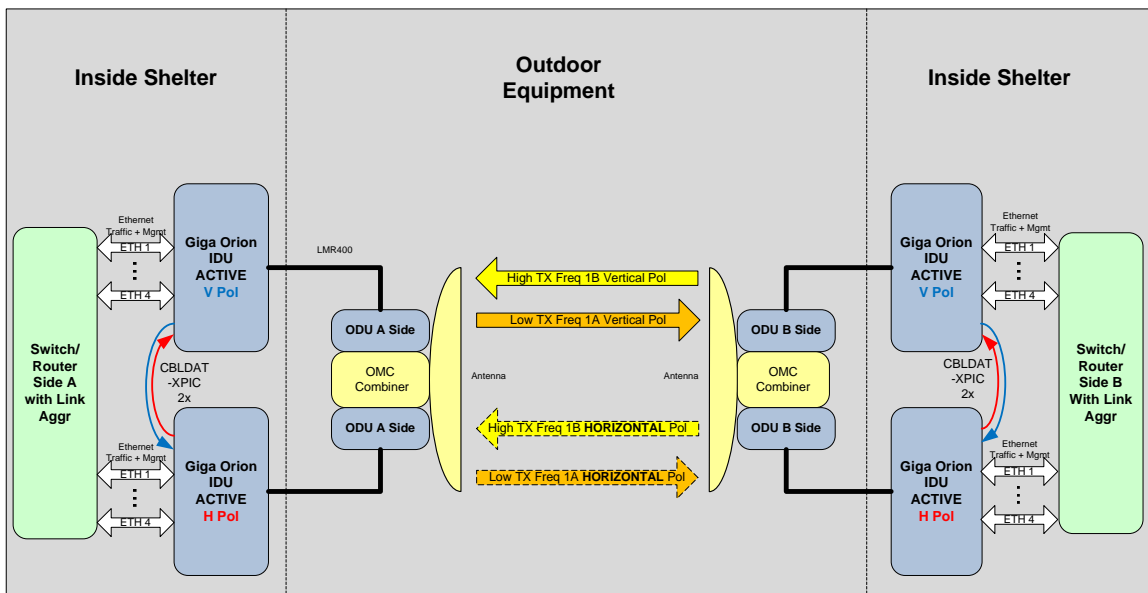 Inside Shelter
Outdoor
Equipment
Inside Shelter
Ethernet
Traffic + Mgmt
ETH 1
ETH 4
Giga Orion
IDU
ACTIVE
V Pol
LMR400
Switch/
Router
Side A
with Link
Aggr
CBLDAT
-XPIC
2x
Ethernet
Traffic + Mgmt
ETH 1
ETH 4
Giga Orion
IDU
ACTIVE
H Pol
ODU A Side
OMC
Combiner
ODU A Side
Antenna
High TX Freq 1B Vertical Pol
Low TX Freq 1A Vertical Pol
High TX Freq 1B HORIZONTAL Pol
Low TX Freq 1A HORIZONTAL Pol
Antenna
ODU B Side
OMC
Combiner
ODU B Side
Giga Orion
IDU
ACTIVE
V Pol
Ethernet
Traffic + Mgmt
ETH 1
ETH 4
CBLDAT
-XPIC
2x
Giga Orion
IDU
ACTIVE
H Pol
Ethernet
Traffic + Mgmt
ETH 1
ETH 4
Switch/
Router
Side B
With Link
Aggr